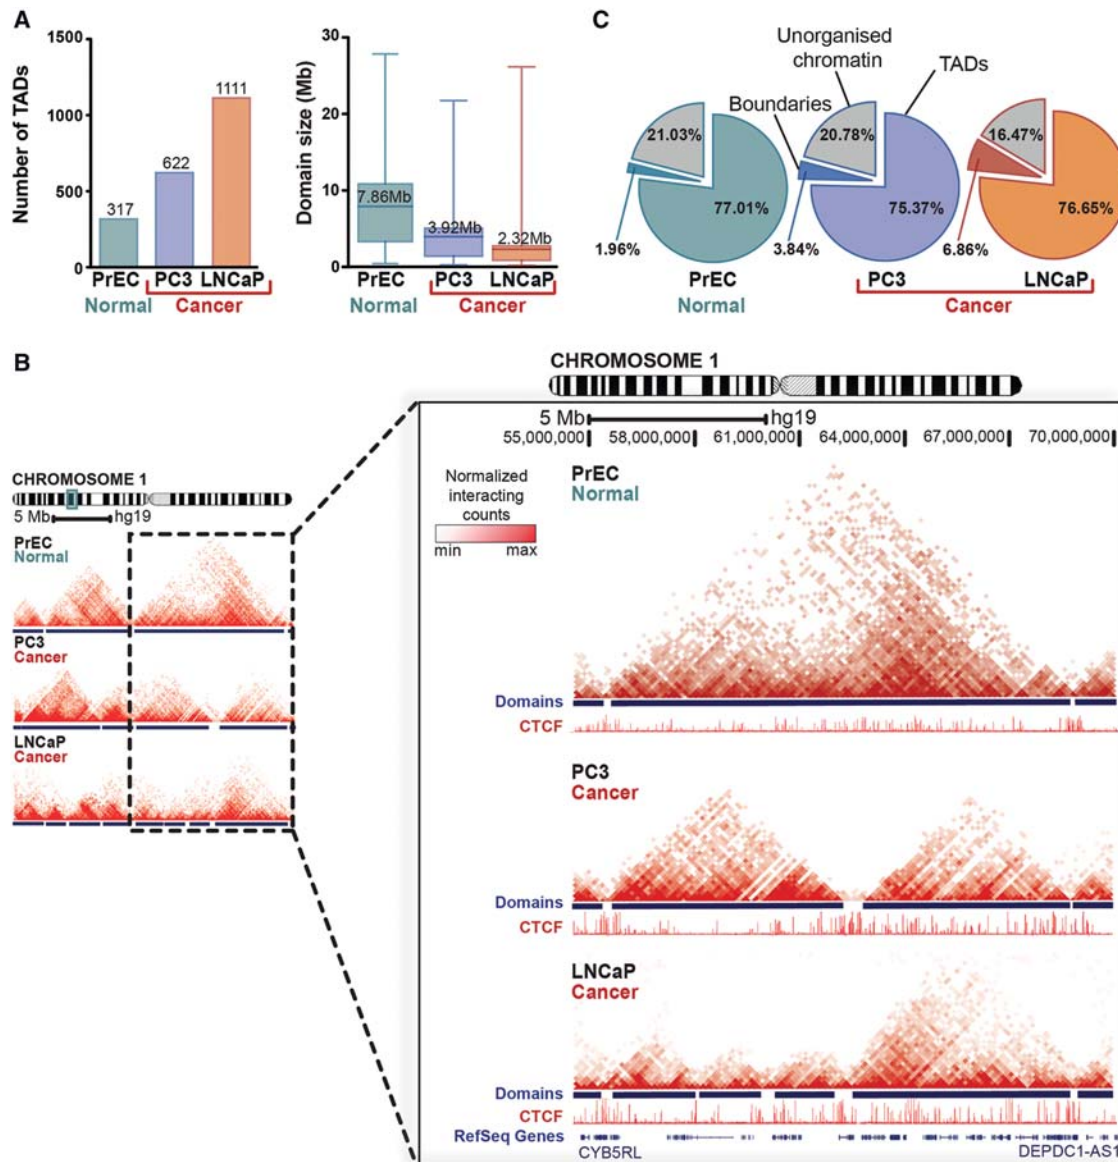 A
Number of TADs
1500
1000
500
0
317
622
1111
PrEC
PC3
LNCaP
Normal
Cancer
Domain size (Mb)
30
20
10
0
7.86Mb
3.92Mb
2.32Mb
PrEC
PC3
LNCaP
Normal
Cancer
C
Unorganised
chromatin
TADs
Boundaries
21.03%
77.01%
1.96%
PrEC
Normal
20.78%
75.37%
3.84%
PC3
16.47%
76.65%
6.86%
LNCaP
Cancer
B
CHROMOSOME 1
5 Mb
hg19
PrEC
Normal
PC3
Cancer
LNCaP
Cancer
CHROMOSOME 1
5 Mb
hg19
55,000,000
58,000,000
61,000,000
64,000,000
67,000,000
70,000,000
Normalized
interacting
counts
min
max
PrEC
Normal
Domains
CTCF
PC3
Cancer
Domains
CTCF
LNCaP
Cancer
Domains
CTCF
RefSeq Genes
CYB5RL
DEPDC1-AS1